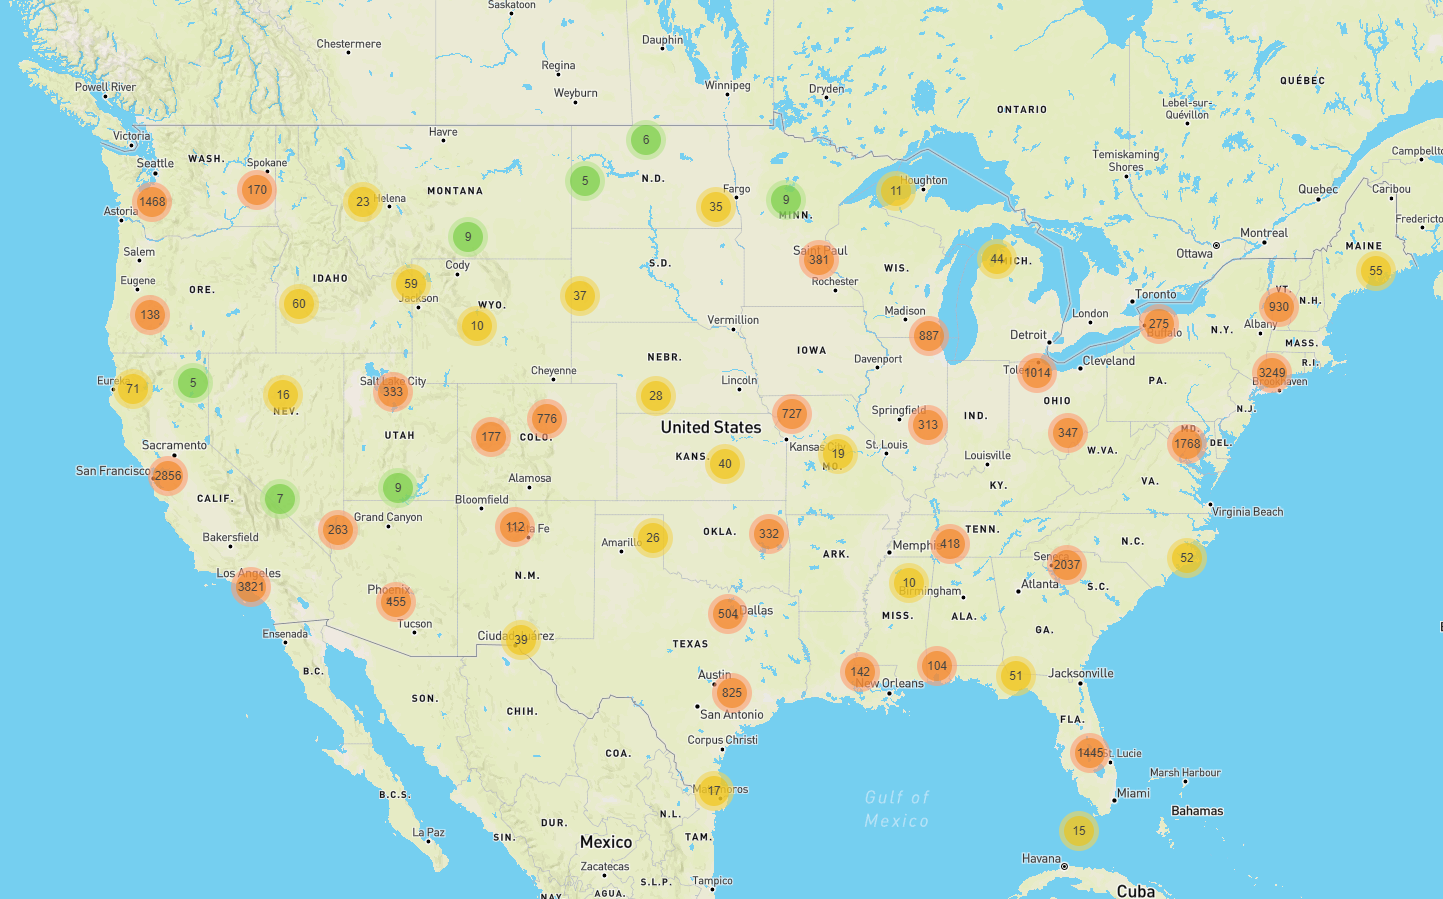 Saskatoon
Chestermere
Dauphin
Regina
Powell River
Weyburn
Winnipeg
Dryden
QUÉBEC
ONTARIO
Lebel-sur-
Quévillon
Victoria
Havre
6
Campbellto
Seattle
WASH.
Spokane
Temiskaming
Shores
1468
170
23
Helena
MONTANA
5
N.D.
Fargo
35
9
MINN.
11
Houghton
Quebec
Caribou
Astoria
Fredericto
Salem
9
Cody
Saint Paul
381
WIS.
44
ICH.
Montreal
Ottawa
MAINE
55
Eugene
ORE.
IDAHO
59
Jackson
S.D.
Rochester
60
WYO.
37
Toronto
VT.
N.H.
930
138
10
Vermillion
Madison
887
London
275
Buffalo
N.Y.
Albany
MASS.
Detroit
NEBR.
IOWA
Davenport
Cleveland
R.I.
Eureka
71
5
16
NEV.
Salt Lake City
333
Cheyenne
Lincoln
28
Tole
1014
3249
Brookhaven
PA.
OHIO
N.J.
776
727
Springfield
313
IND.
United States
UTAH
177
COLO.
347
W.VA.
MD.
1768
DEL.
Sacramento
Kansas City
19
MO.
St. Louis
Louisville
San Francisco
2856
KANS.
40
KY.
VA.
CALIF.
7
9
Alamosa
Bloomfield
Virginia Beach
263
Grand Canyon
112
a Fe
Amarillo
26
OKLA.
332
ARK.
Memphis
418
TENN.
N.C.
Bakersfield
Seneca
2037
52
Los Angeles
3821
Phoenix
455
N.M.
10
Birmingham
Atlanta
S.C.
Tucson
504
Dallas
MISS.
ALA.
GA.
Ensenada
Ciudad Juárez
39
TEXAS
B.C.
Austin
825
142
New Orleans
104
51
Jacksonville
SON.
CHIH.
San Antonio
FLA.
Corpus Christi
COA.
1445
St. Lucie
Marsh Harbour
B.C.S.
Matamoros
17
Gulf of
Mexico
Miami
Bahamas
DUR.
N.L.
SIN.
Mexico
TAM.
15
La Paz
Havana
Zacatecas
S.L.P.
Tampico
NAY.
AGUA.
Cuba